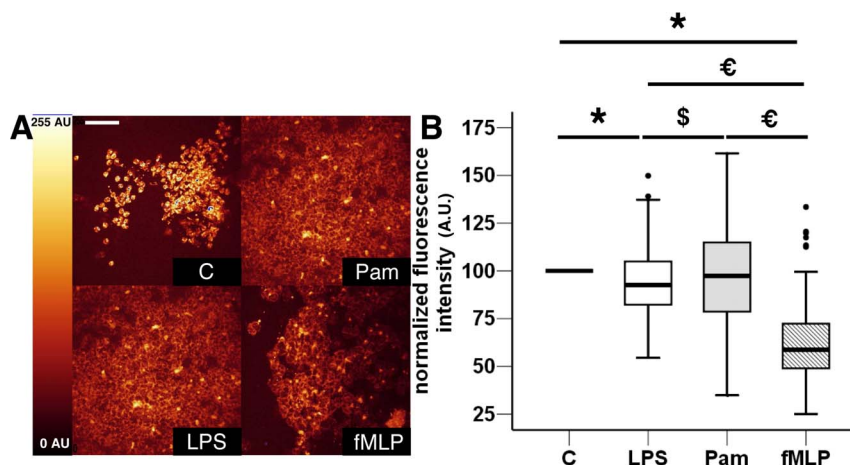 A
255 AU
0 AU
C
Pam
LPS
fMLP
B
*
€
* $ €
normalized fluorescence
intensity (A.U.)
175
150
125
100
75
50
25
C LPS Pam fMLP